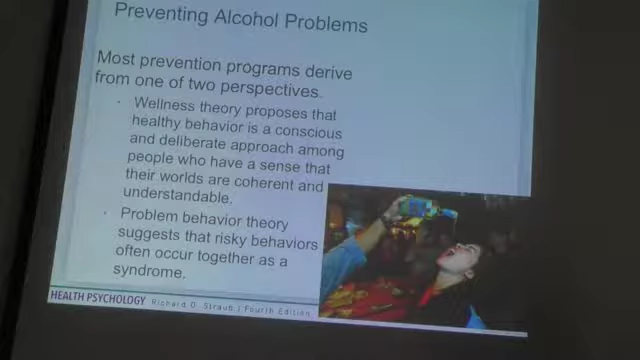 Preventing Alcohol Problems
Most prevention programs derive
from one of two perspectives.
· Wellness theory proposes that
healthy behavior is a conscious
and deliberate approach among
people who have a sense that
their worlds are coherent and
understandable.
· Problem behavior theory
suggests that risky behaviors
often occur together as a
syndrome.
HEALTH PSYCHOLOGY Richard O. Straub | Fourth Edition